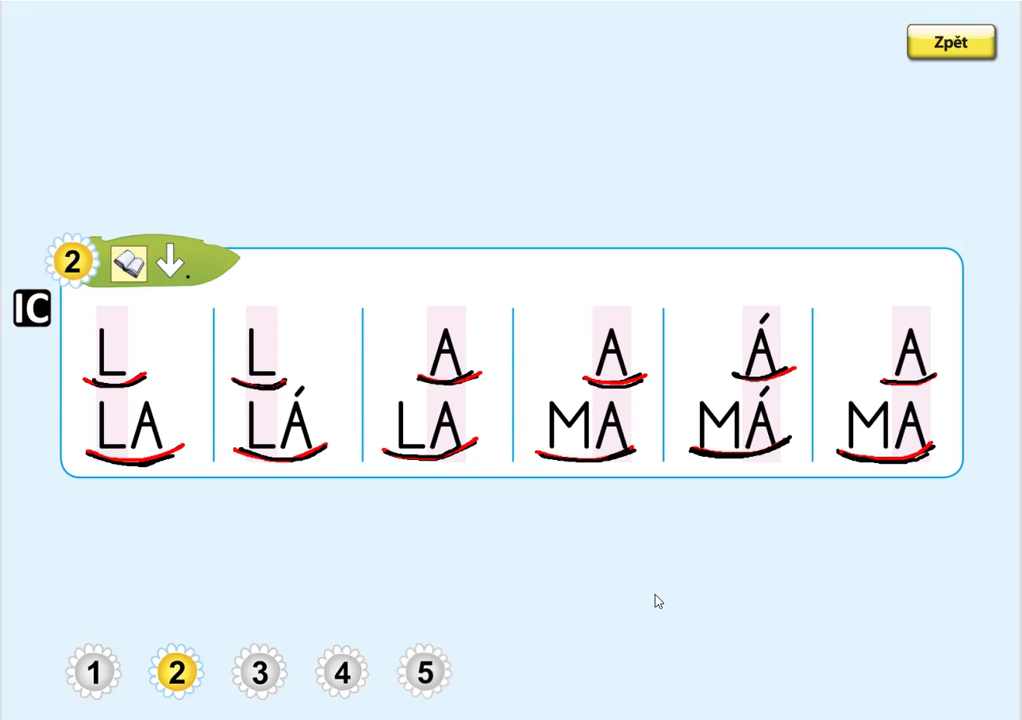 Zpět
2
IC
L L A A Á A
LA LÁ LA MA MÁ MA
1 2 3 4 5